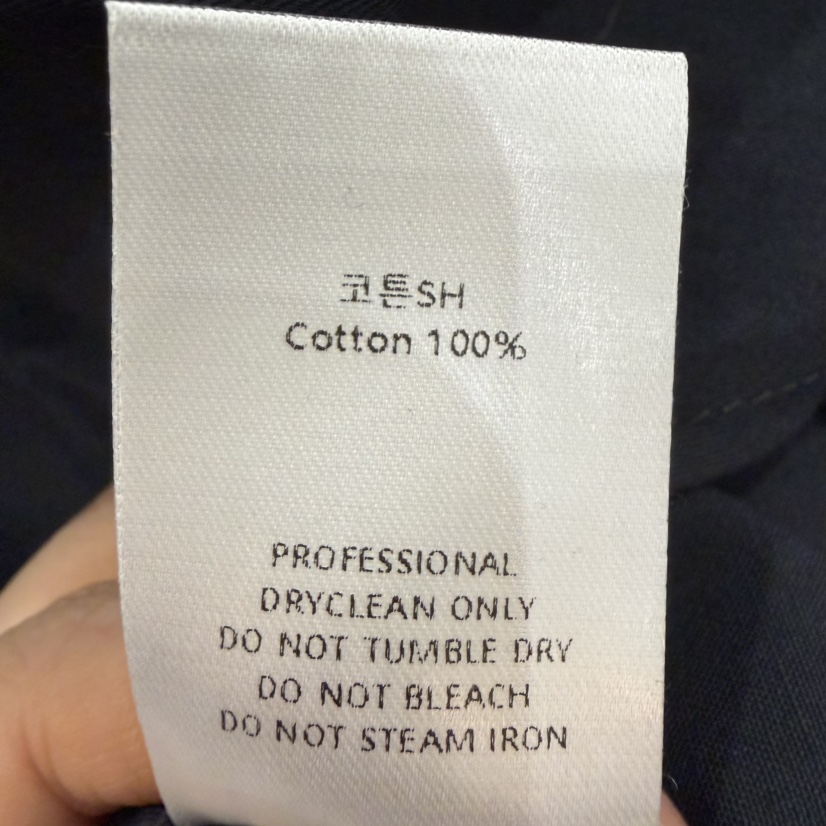 코튼SH
Cotton 100%
PROFESSIONAL
DRYCLEAN ONLY
DO NOT TUMBLE DRY
DO NOT BLEACH
DO NOT STEAM IRON